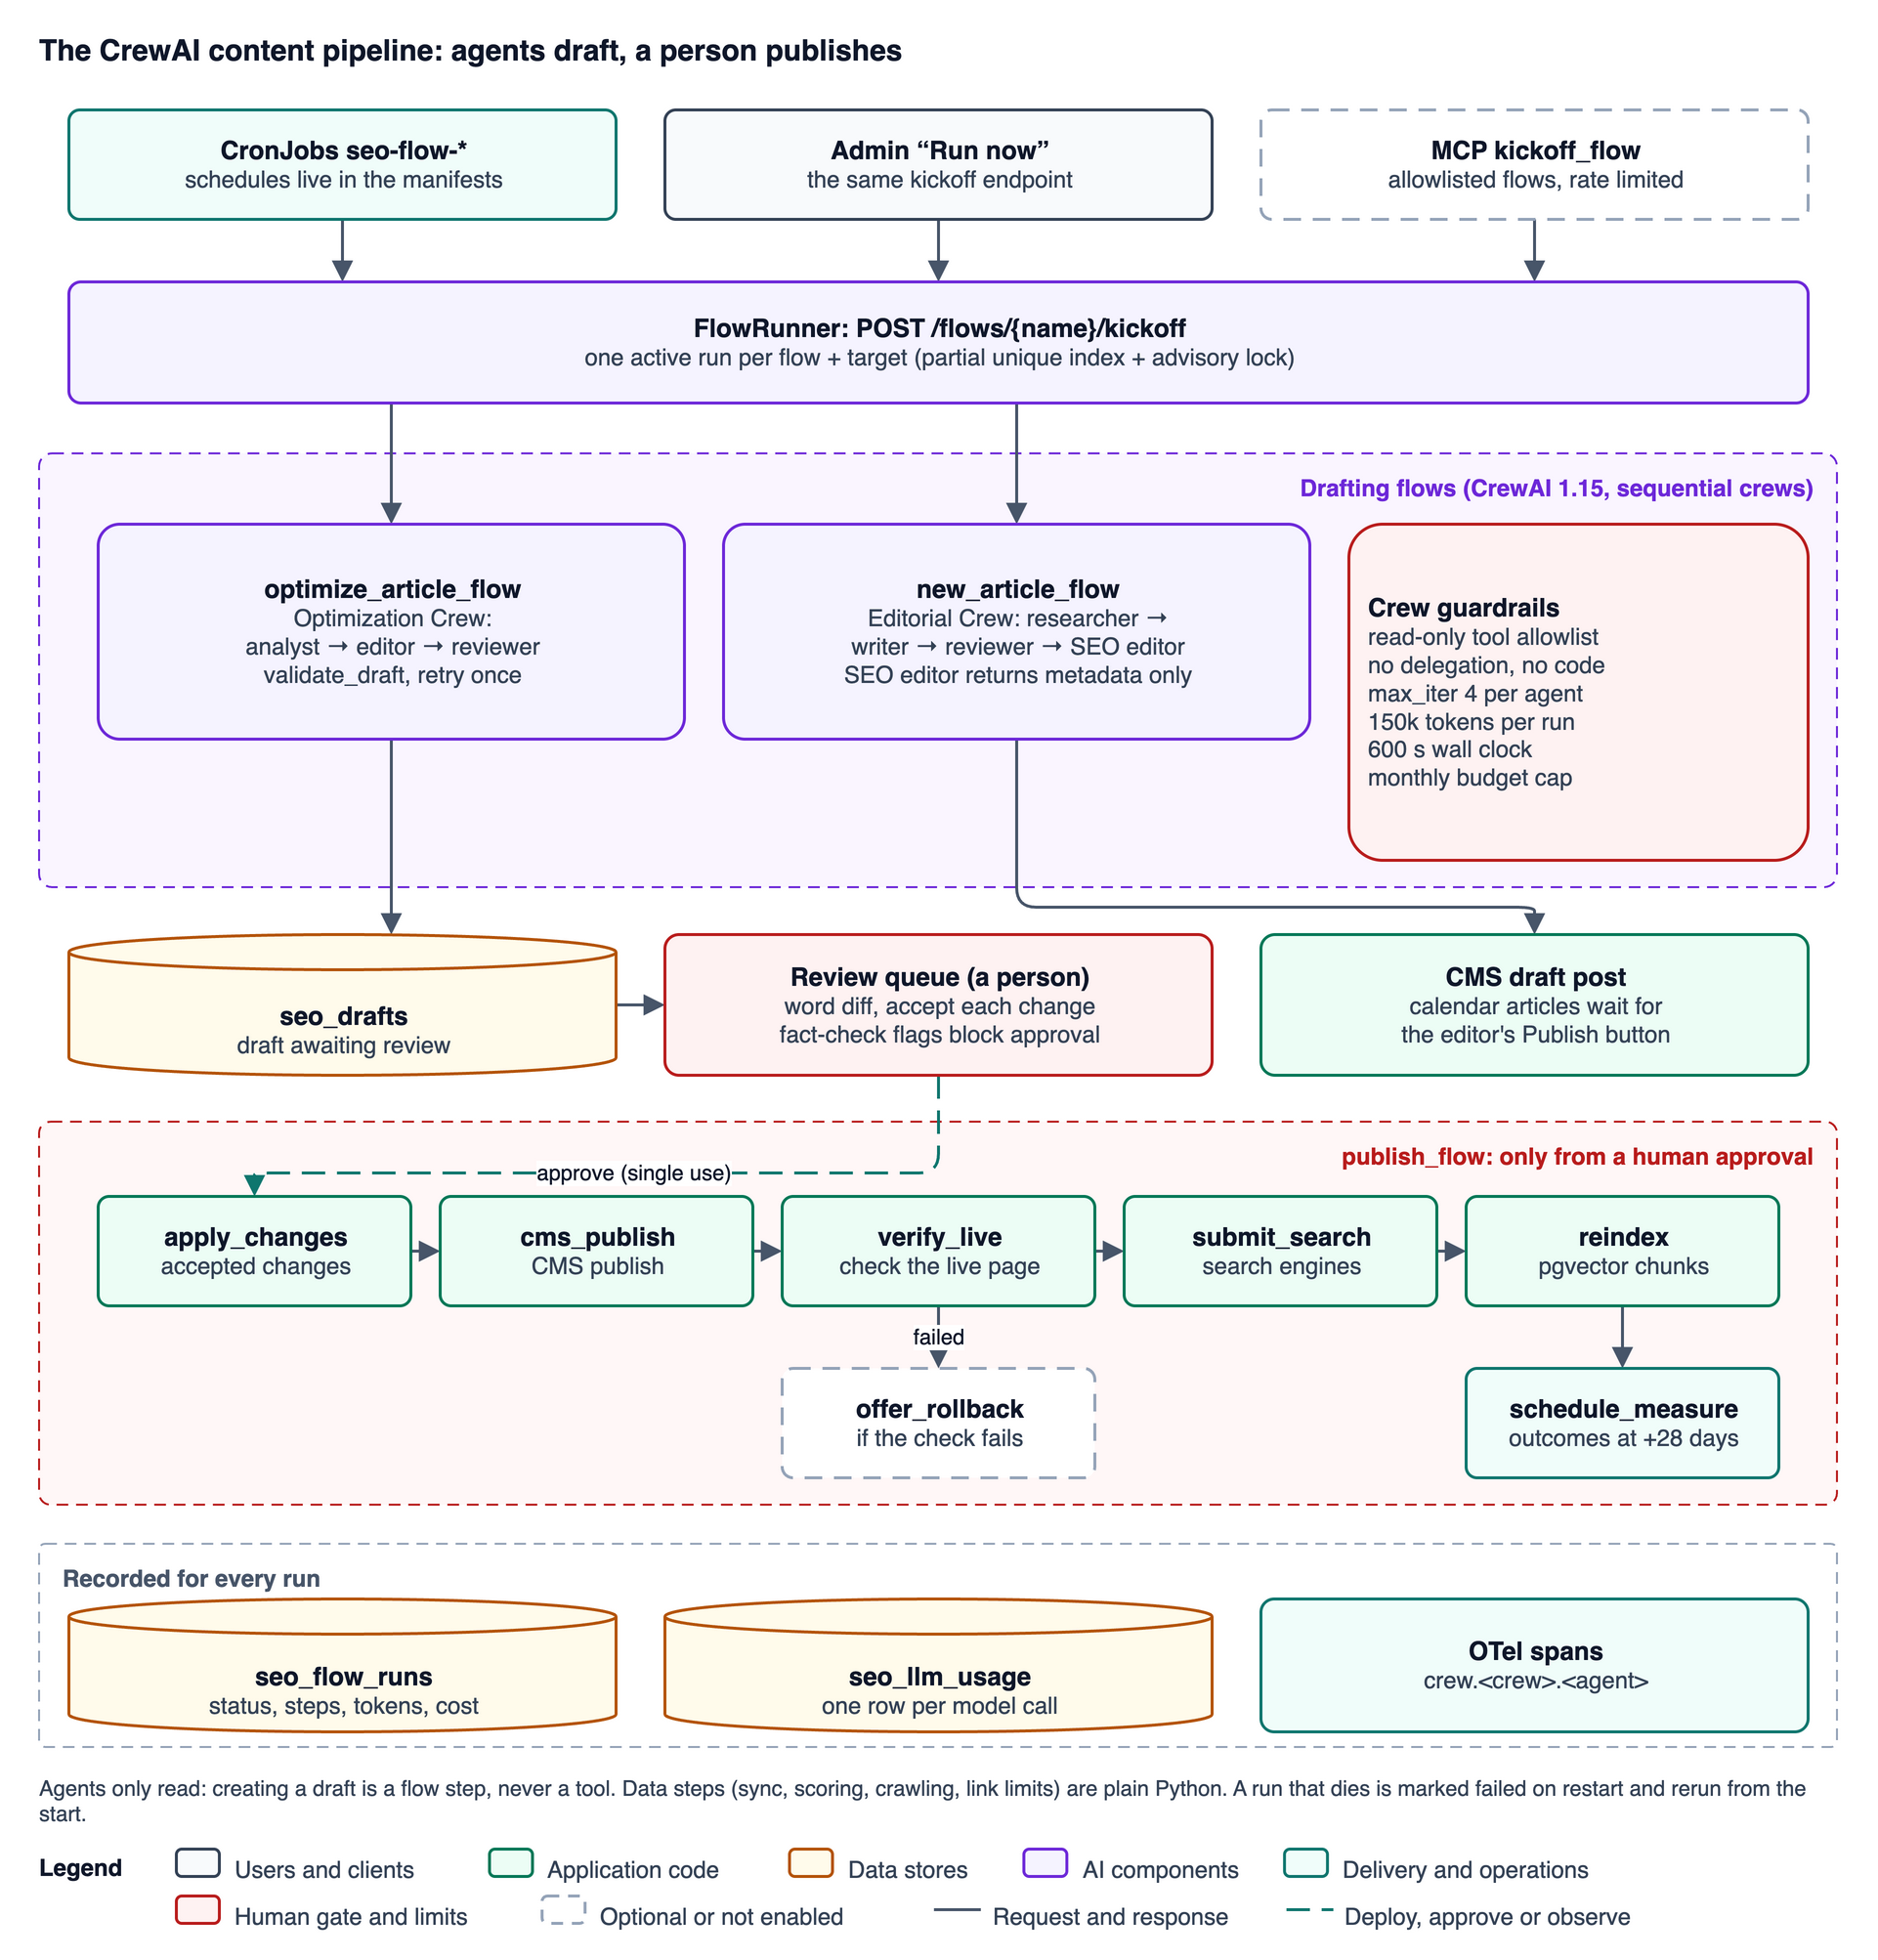 The CrewAI content pipeline: agents draft, a person publishes
CronJobs seo-flow-*
schedules live in the manifests
Admin “Run now”
the same kickoff endpoint
MCP kickoff_flow
allowlisted flows, rate limited
FlowRunner: POST /flows/{name}/kickoff
one active run per flow + target (partial unique index + advisory lock)
Drafting flows (CrewAI 1.15, sequential crews)
optimize_article_flow
Optimization Crew:
analyst → editor → reviewer
validate_draft, retry once
new_article_flow
Editorial Crew: researcher →
writer → reviewer → SEO editor
SEO editor returns metadata only
Crew guardrails
read-only tool allowlist
no delegation, no code
max_iter 4 per agent
150k tokens per run
600 s wall clock
monthly budget cap
seo_drafts
draft awaiting review
Review queue (a person)
word diff, accept each change
fact-check flags block approval
CMS draft post
calendar articles wait for
the editor's Publish button
publish_flow: only from a human approval
approve (single use)
apply_changes
accepted changes
cms_publish
CMS publish
verify_live
check the live page
submit_search
search engines
reindex
pgvector chunks
failed
offer_rollback
if the check fails
schedule_measure
outcomes at +28 days
Recorded for every run
seo_flow_runs
status, steps, tokens, cost
seo_llm_usage
one row per model call
OTel spans
crew.<crew>.<agent>
Agents only read: creating a draft is a flow step, never a tool. Data steps (sync, scoring, crawling, link limits) are plain Python. A run that dies is marked failed on restart and rerun from the
start.
Legend
Users and clients
Application code
Data stores
AI components
Delivery and operations
Human gate and limits
Optional or not enabled
Request and response
Deploy, approve or observe